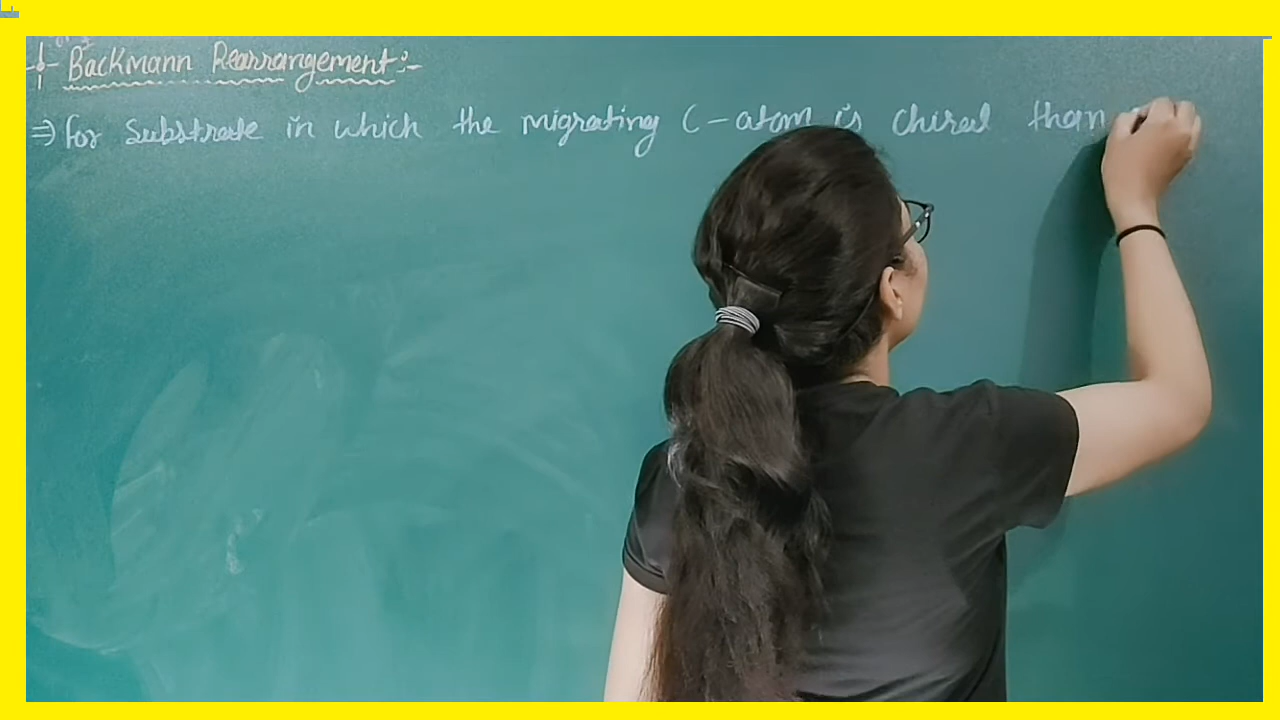 Backmann Rearrangement:-
⇒ for substrate in which the migrating C-atom is chiral than